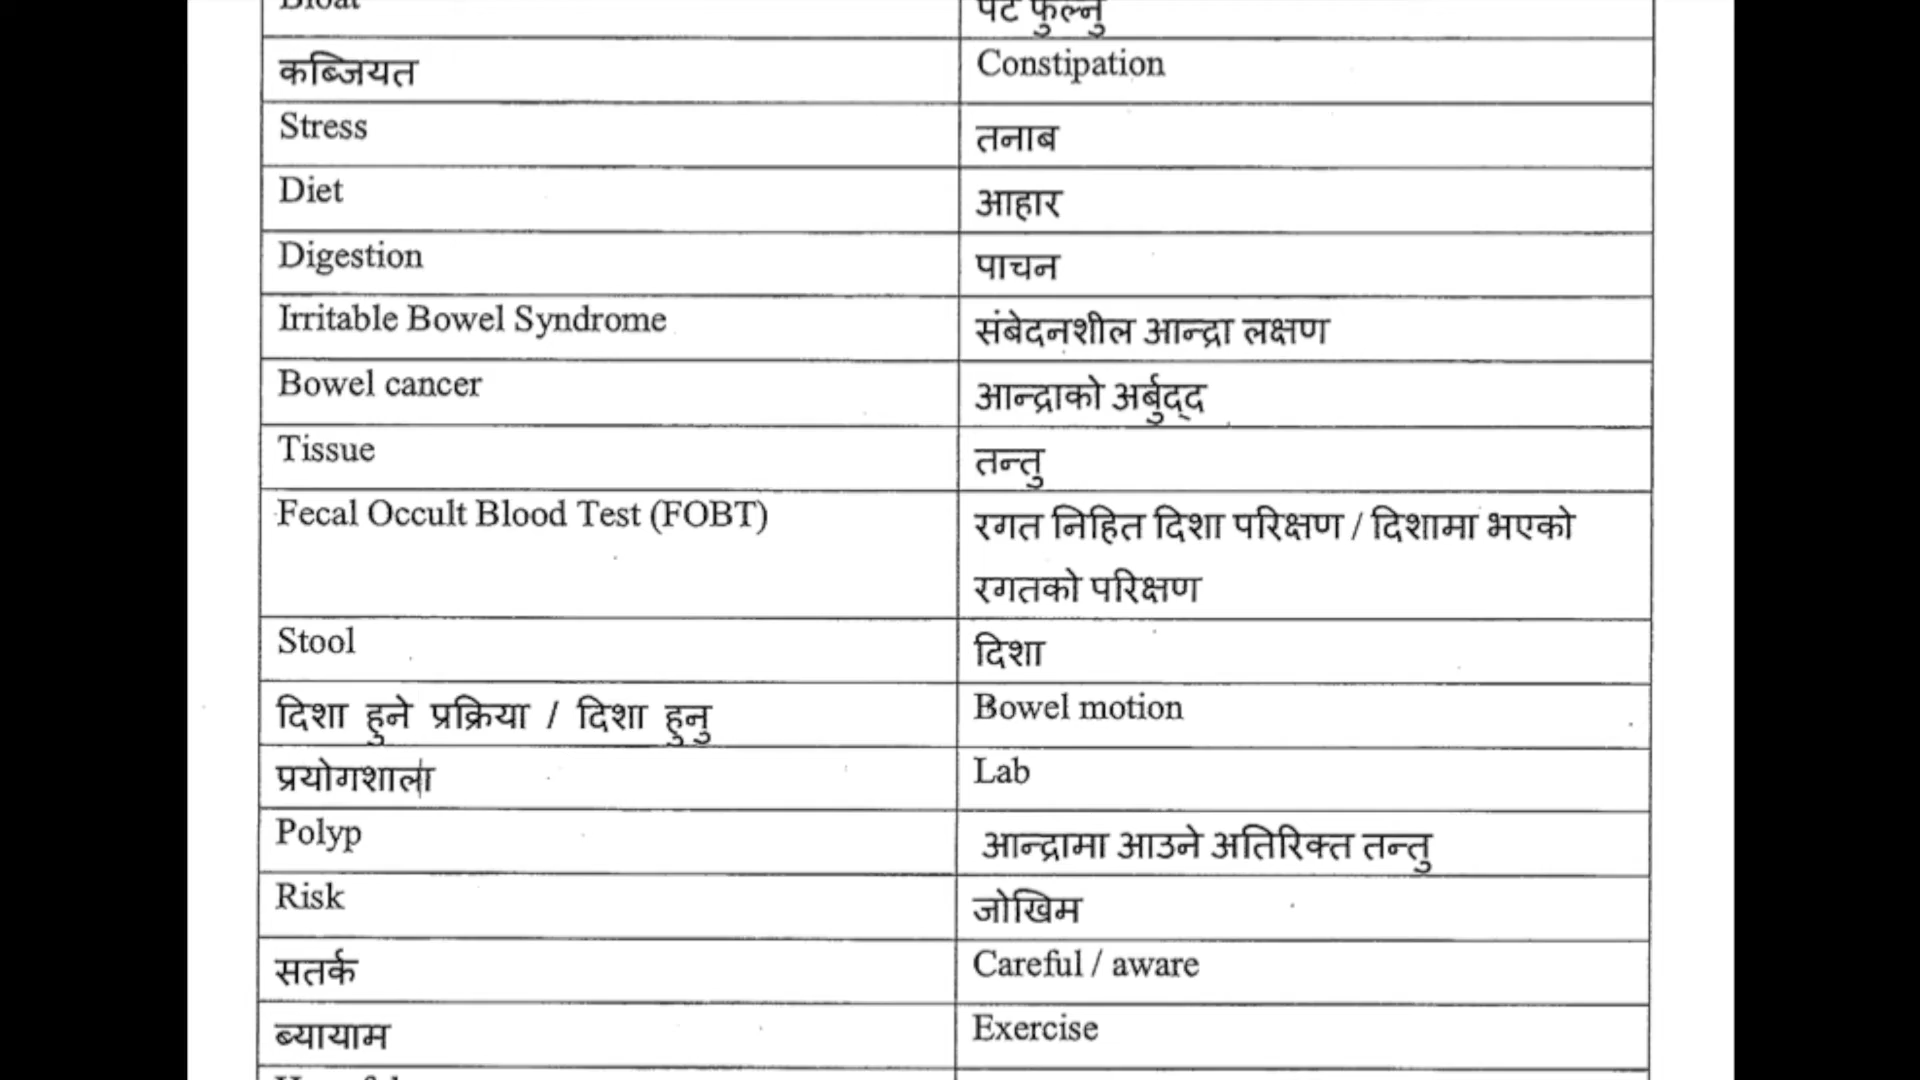 Bloat
पेट फुल्नु
कब्जियत
Constipation
Stress
तनाब
Diet
आहार
Digestion
पाचन
Irritable Bowel Syndrome
संबेदनशील आन्द्रा लक्षण
Bowel cancer
आन्द्राको अर्बुद्द
Tissue
तन्तु
Fecal Occult Blood Test (FOBT)
रगत निहित दिशा परिक्षण / दिशामा भएको
रगतको परिक्षण
Stool
दिशा
दिशा हुने प्रक्रिया / दिशा हुनु
Bowel motion
प्रयोगशाला
Lab
Polyp
आन्द्रामा आउने अतिरिक्त तन्तु
Risk
जोखिम
सतर्क
Careful / aware
ब्यायाम
Exercise